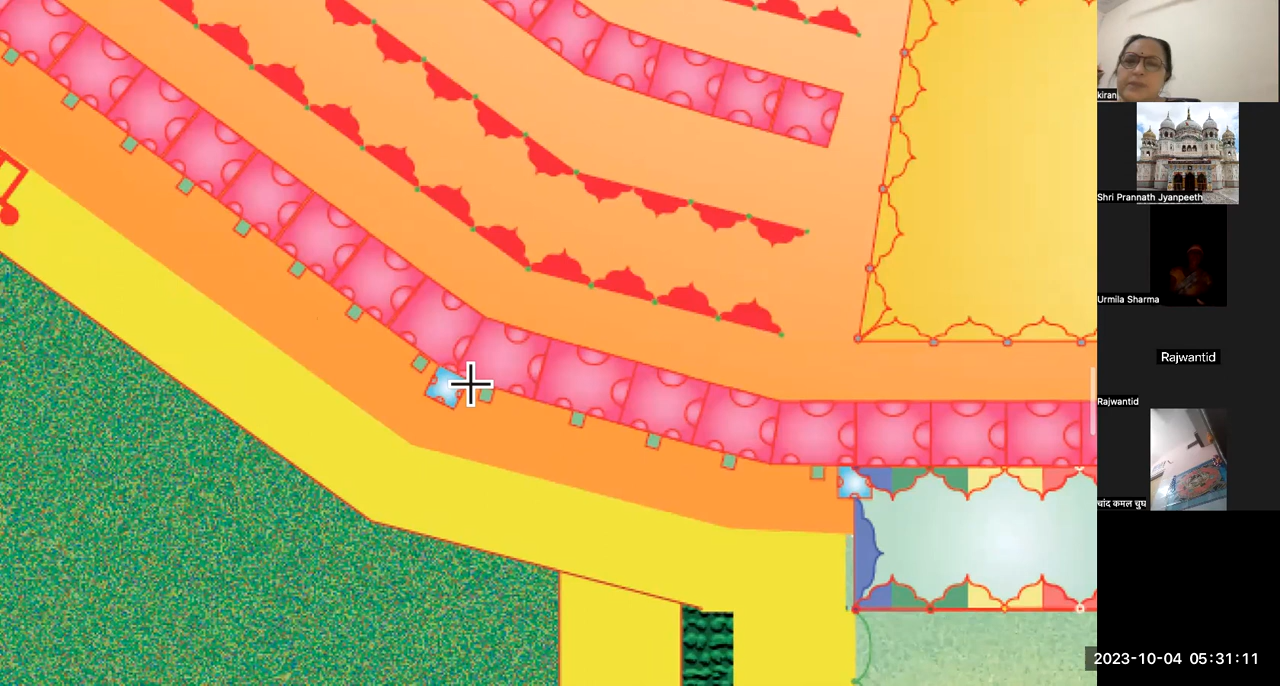 kiran
Shri Prannath Jyanpeeth
Urmila Sharma
Rajwantid
Rajwantid
चांद कमल चुघ
2023-10-04 05:31:11